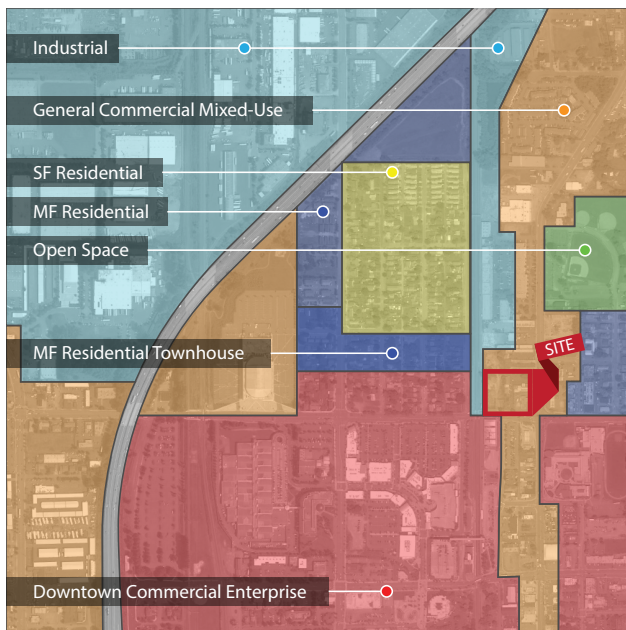 Industrial
General Commercial Mixed-Use
SF Residential
MF Residential
Open Space
MF Residential Townhouse
SITE
Downtown Commercial Enterprise